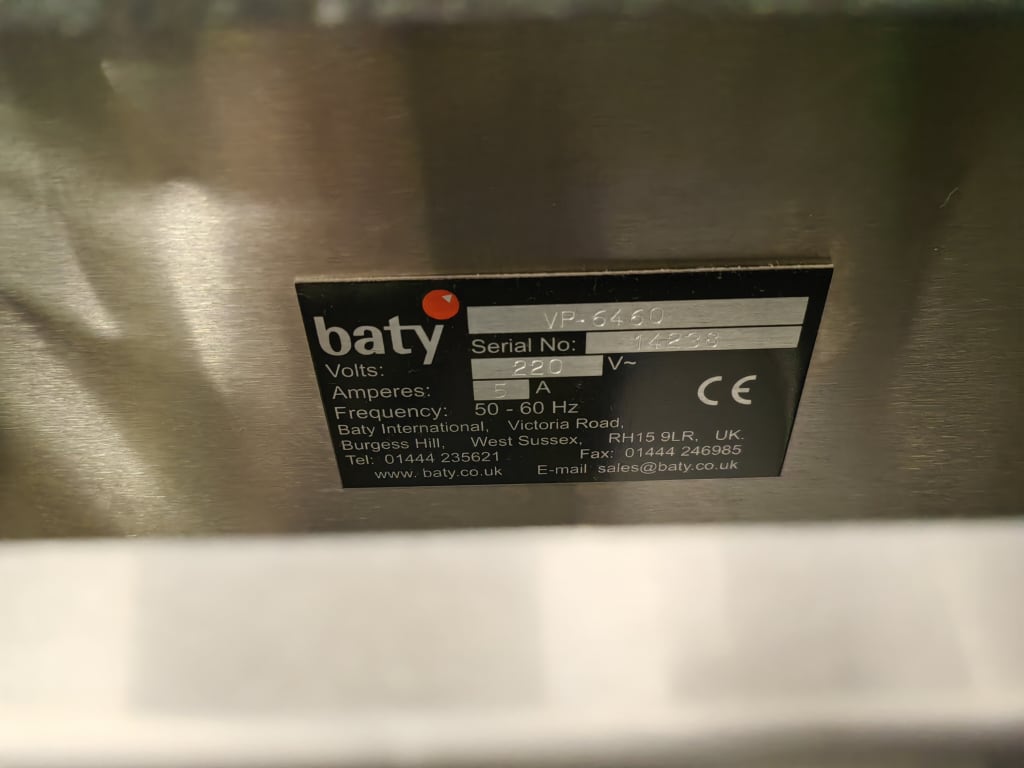 baty
VP-6460
Serial No: 14238
Volts: 220 V~
Amperes: 5 A
Frequency: 50 - 60 Hz
CE
Baty International, Victoria Road,
Burgess Hill, West Sussex, RH15 9LR, UK.
Tel: 01444 235621 Fax: 01444 246985
www. baty.co.uk E-mail sales@baty.co.uk